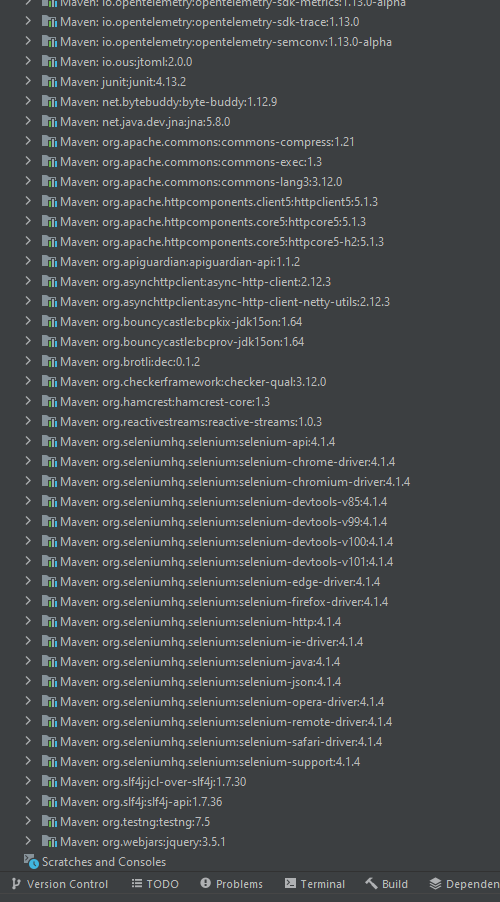 Maven: io.opentelemetry:opentelemetry-sdk-metrics:1.13.0-alpha
Maven: io.opentelemetry:opentelemetry-sdk-trace:1.13.0
Maven: io.opentelemetry:opentelemetry-semconv:1.13.0-alpha
Maven: io.ous:jtoml:2.0.0
Maven: junit:junit:4.13.2
Maven: net.bytebuddy:byte-buddy:1.12.9
Maven: net.java.dev.jna:jna:5.8.0
Maven: org.apache.commons:commons-compress:1.21
Maven: org.apache.commons:commons-exec:1.3
Maven: org.apache.commons:commons-lang3:3.12.0
Maven: org.apache.httpcomponents.client5:httpclient5:5.1.3
Maven: org.apache.httpcomponents.core5:httpcore5:5.1.3
Maven: org.apache.httpcomponents.core5:httpcore5-h2:5.1.3
Maven: org.apiguardian:apiguardian-api:1.1.2
Maven: org.asynchttpclient:async-http-client:2.12.3
Maven: org.asynchttpclient:async-http-client-netty-utils:2.12.3
Maven: org.bouncycastle:bcpkix-jdk15on:1.64
Maven: org.bouncycastle:bcprov-jdk15on:1.64
Maven: org.brotli:dec:0.1.2
Maven: org.checkerframework:checker-qual:3.12.0
Maven: org.hamcrest:hamcrest-core:1.3
Maven: org.reactivestreams:reactive-streams:1.0.3
Maven: org.seleniumhq.selenium:selenium-api:4.1.4
Maven: org.seleniumhq.selenium:selenium-chrome-driver:4.1.4
Maven: org.seleniumhq.selenium:selenium-chromium-driver:4.1.4
Maven: org.seleniumhq.selenium:selenium-devtools-v85:4.1.4
Maven: org.seleniumhq.selenium:selenium-devtools-v99:4.1.4
Maven: org.seleniumhq.selenium:selenium-devtools-v100:4.1.4
Maven: org.seleniumhq.selenium:selenium-devtools-v101:4.1.4
Maven: org.seleniumhq.selenium:selenium-edge-driver:4.1.4
Maven: org.seleniumhq.selenium:selenium-firefox-driver:4.1.4
Maven: org.seleniumhq.selenium:selenium-http:4.1.4
Maven: org.seleniumhq.selenium:selenium-ie-driver:4.1.4
Maven: org.seleniumhq.selenium:selenium-java:4.1.4
Maven: org.seleniumhq.selenium:selenium-json:4.1.4
Maven: org.seleniumhq.selenium:selenium-opera-driver:4.1.4
Maven: org.seleniumhq.selenium:selenium-remote-driver:4.1.4
Maven: org.seleniumhq.selenium:selenium-safari-driver:4.1.4
Maven: org.seleniumhq.selenium:selenium-support:4.1.4
Maven: org.slf4j:jcl-over-slf4j:1.7.30
Maven: org.slf4j:slf4j-api:1.7.36
Maven: org.testng:testng:7.5
Maven: org.webjars:jquery:3.5.1
Scratches and Consoles
Version Control TODO Problems Terminal Build Dependen